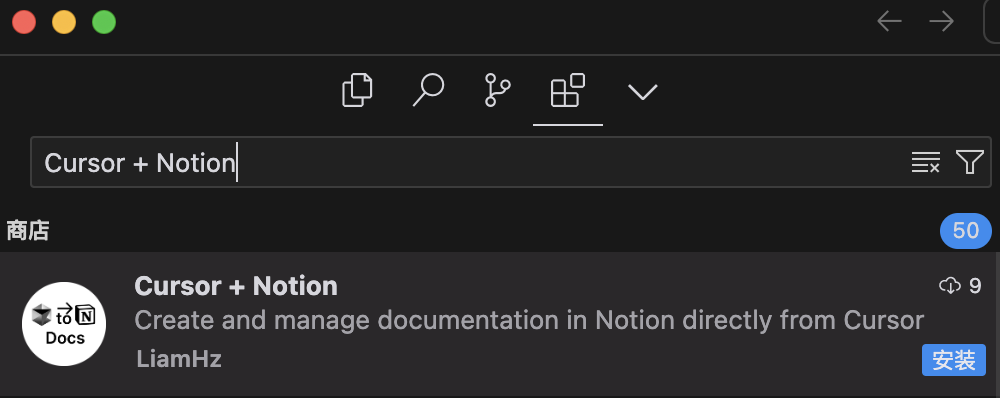 Cursor + Notion
商店
50
Cursor + Notion
9
to N
Docs
Create and manage documentation in Notion directly from Cursor
LiamHz
安装